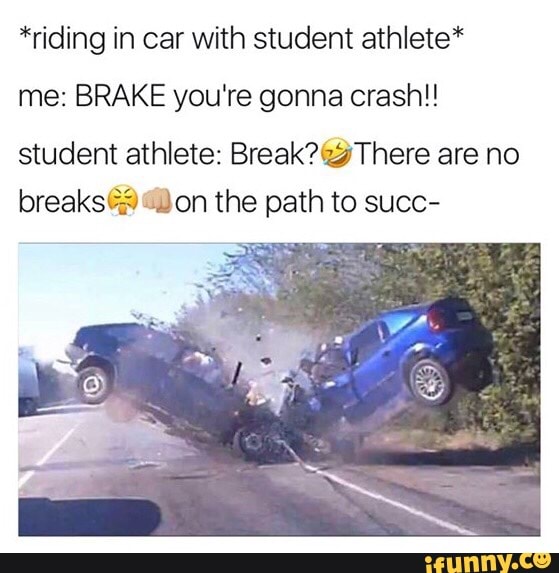 *riding in car with student athlete*
me: BRAKE you're gonna crash!!
student athlete: Break?🤣There are no
breaks😤👊🏼on the path to succ-
ifunny.co